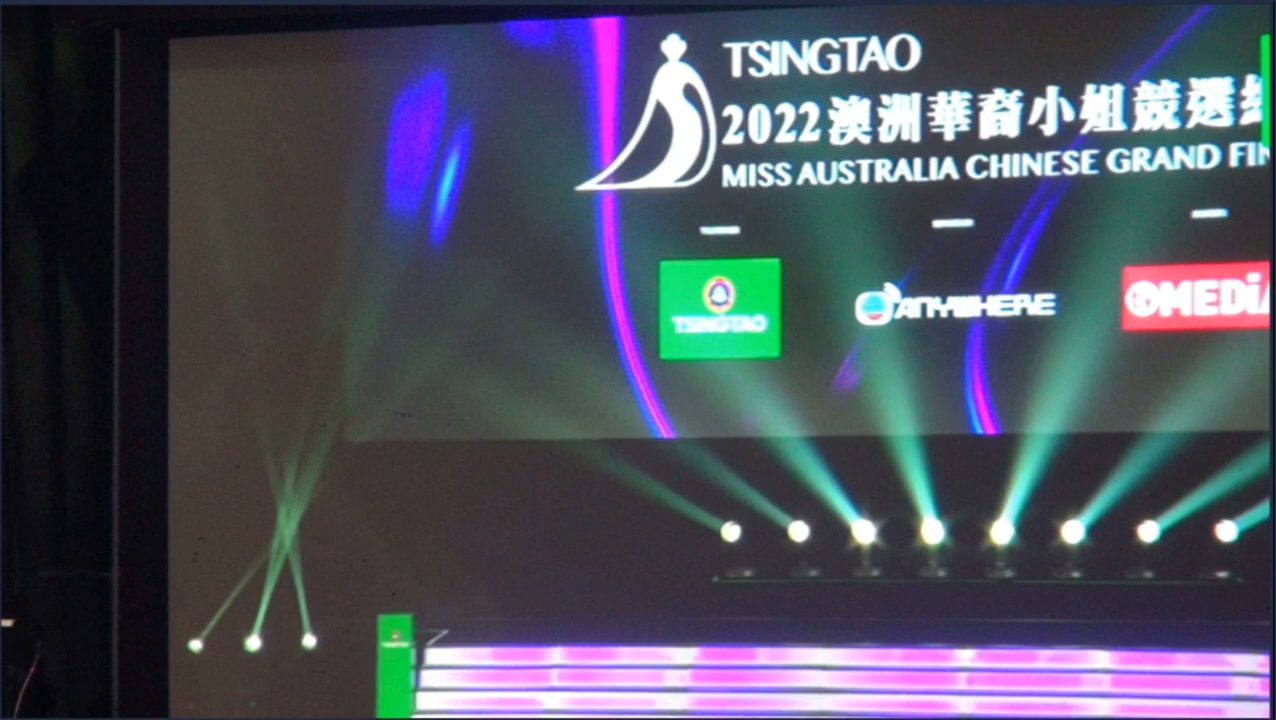 TSINGTAO
2022澳洲華裔小姐競選
MISS AUSTRALIA CHINESE GRAND
TSINGTAO
ANYWHERE
MEDIA